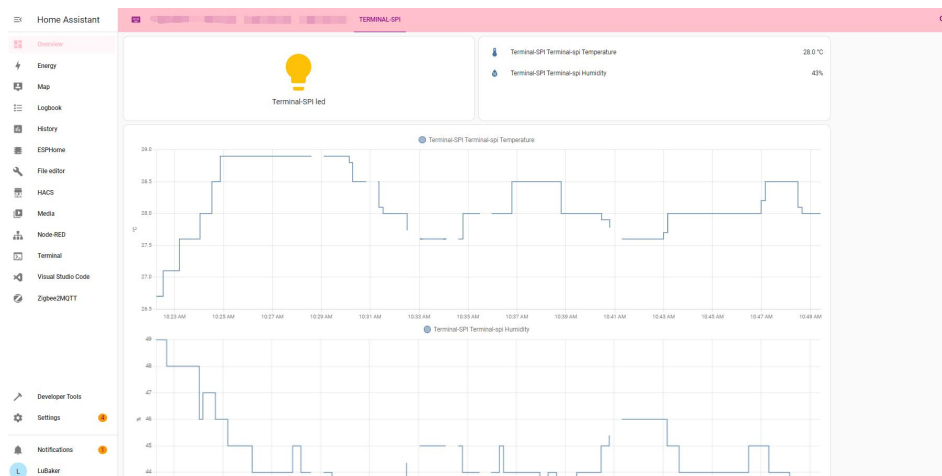 Home Assistant
TERMINAL-SPI
Overview
Energy
Map
Logbook
History
ESPHome
File editor
HACS
Media
Node-RED
Terminal
Visual Studio Code
Zigbee2MQTT
Developer Tools
Settings 4
Notifications 1
L LuBaker
Terminal-SPI led
Terminal-SPI Terminal-spi Temperature 28.0 °C
Terminal-SPI Terminal-spi Humidity 43%
Terminal-SPI Terminal-spi Temperature
29.0
28.5
28.0
°C
27.5
27.0
26.5
10:23 AM 10:25 AM 10:27 AM 10:29 AM 10:31 AM 10:33 AM 10:35 AM 10:37 AM 10:39 AM 10:41 AM 10:43 AM 10:45 AM 10:47 AM 10:49 AM
Terminal-SPI Terminal-spi Humidity
49
48
47
% 46
45
44